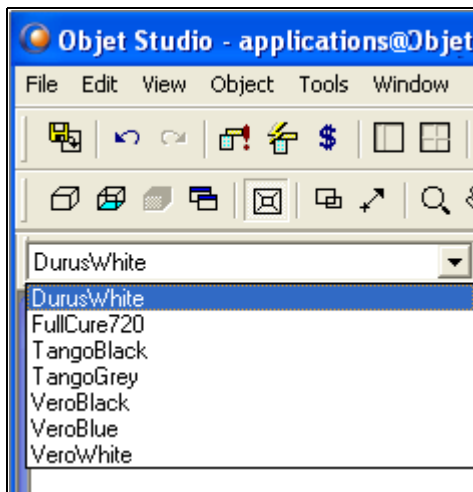 Objet Studio - applications@Objet
File Edit View Object Tools Window
$
DurusWhite
DurusWhite
FullCure720
TangoBlack
TangoGrey
VeroBlack
VeroBlue
VeroWhite